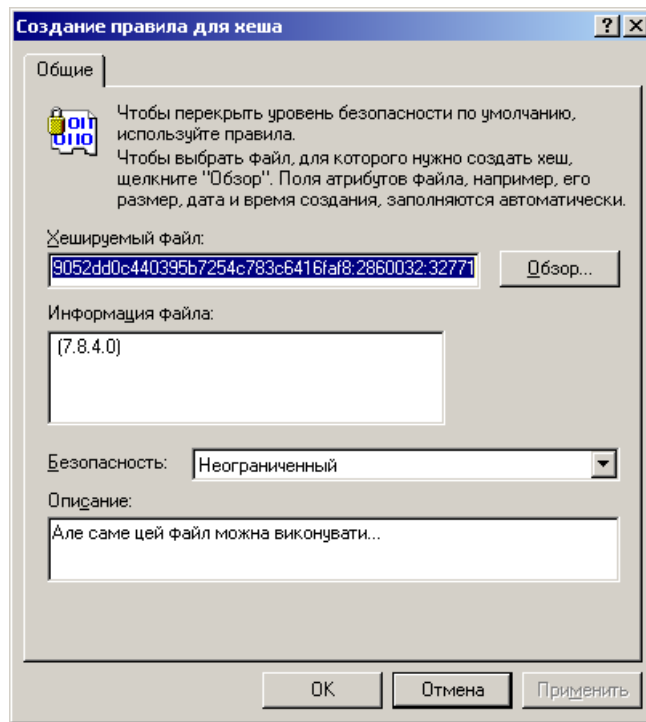 Создание правила для хеша
Общие
Чтобы перекрыть уровень безопасности по умолчанию,
используйте правила.
Чтобы выбрать файл, для которого нужно создать хеш,
щелкните "Обзор". Поля атрибутов файла, например, его
размер, дата и время создания, заполняются автоматически.
Хешируемый файл:
9052dd0c440395b7254c783c6416faf8:2860032:32771
Обзор...
Информация файла:
(7.8.4.0)
Безопасность:
Неограниченный
Описание:
Але саме цей файл можна виконувати...
OK
Отмена
Применить